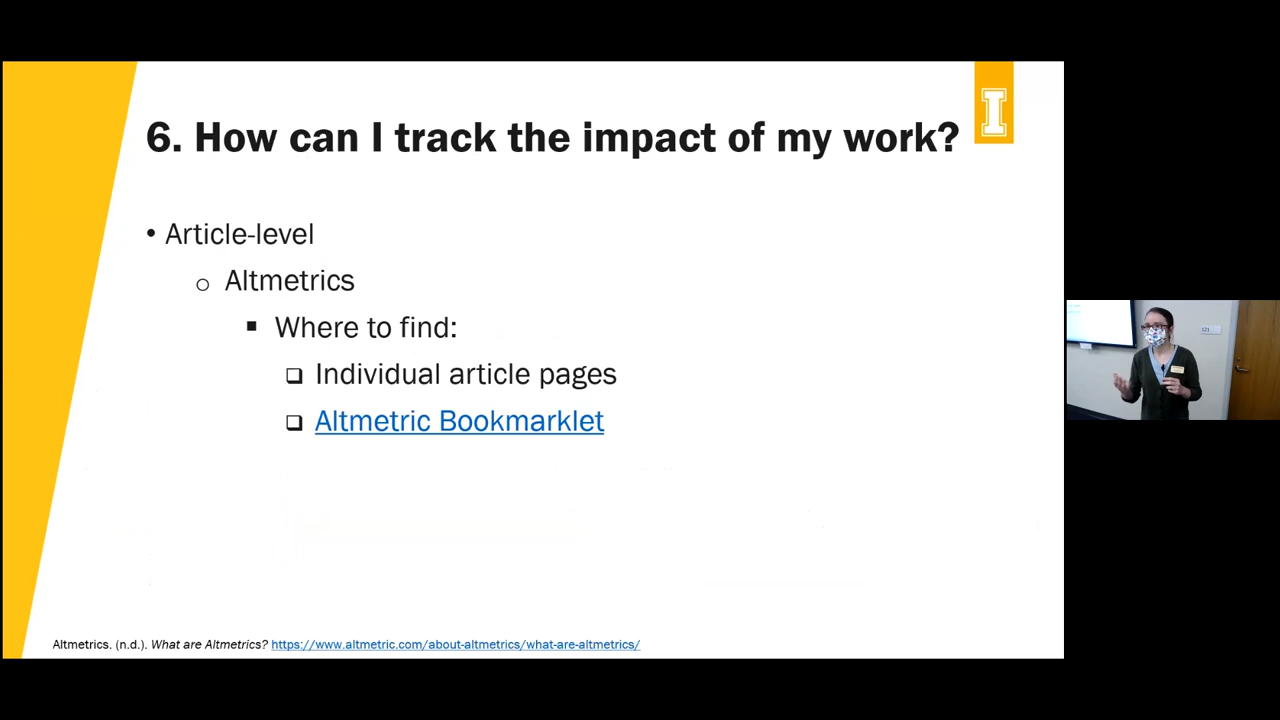 6. How can I track the impact of my work?
I
• Article-level
o Altmetrics
▪ Where to find:
❑ Individual article pages
❑ Altmetric Bookmarklet
121
Altmetrics. (n.d.). What are Altmetrics? https://www.altmetric.com/about-altmetrics/what-are-altmetrics/